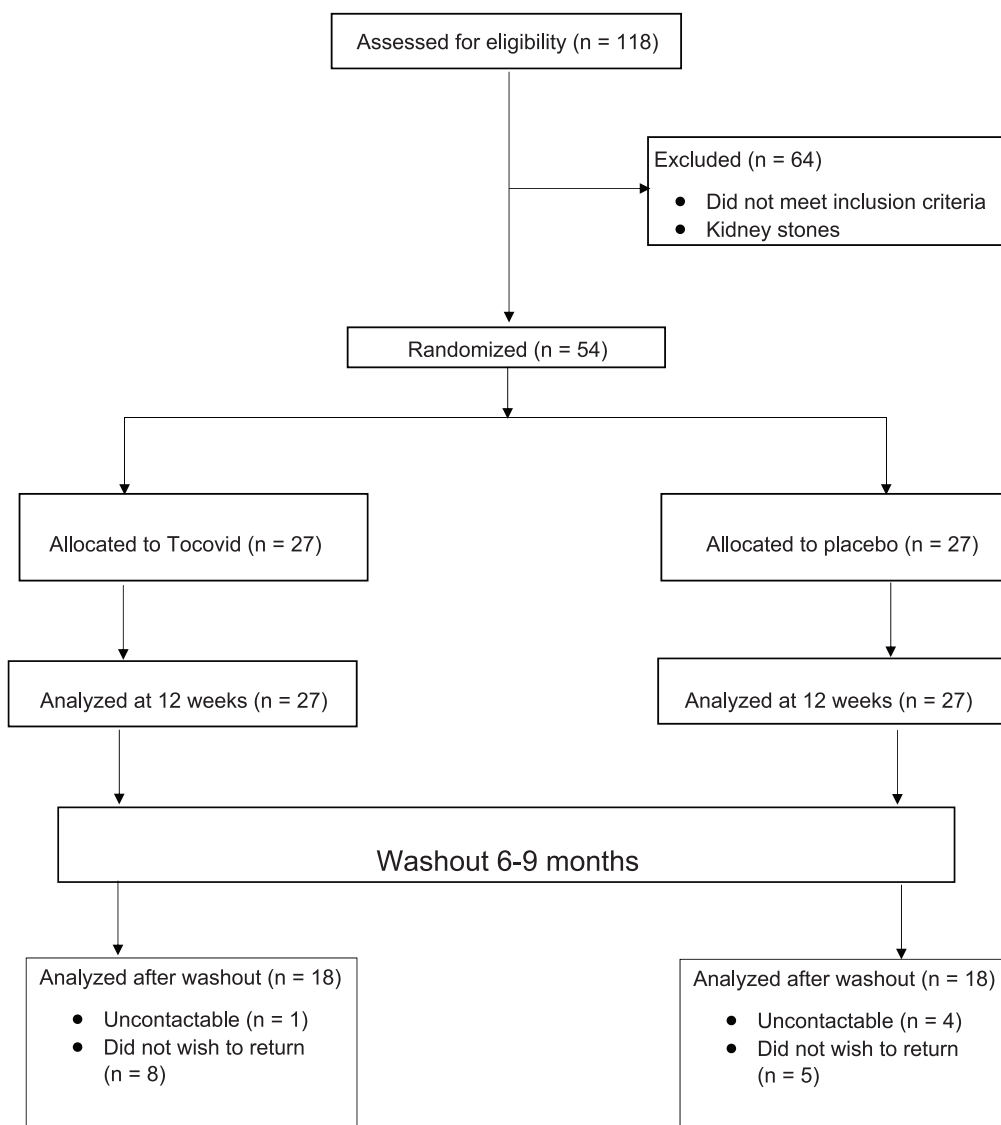 Assessed for eligibility (n = 118)
Excluded (n = 64)
● Did not meet inclusion criteria
● Kidney stones
Randomized (n = 54)
Allocated to Tocovid (n = 27)
Allocated to placebo (n = 27)
Analyzed at 12 weeks (n = 27)
Analyzed at 12 weeks (n = 27)
Washout 6-9 months
Analyzed after washout (n = 18)
● Uncontactable (n = 1)
● Did not wish to return
(n = 8)
Analyzed after washout (n = 18)
● Uncontactable (n = 4)
● Did not wish to return
(n = 5)